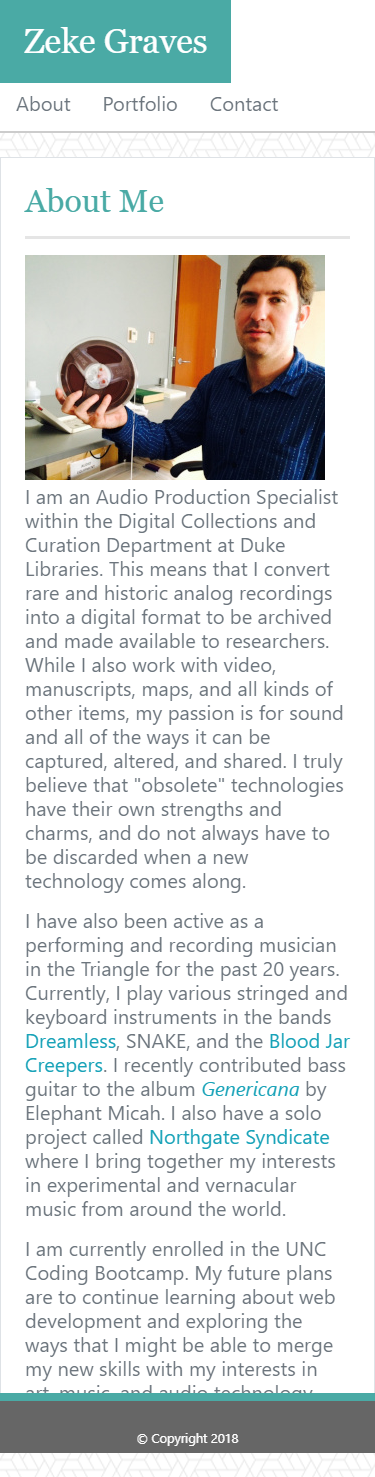 Zeke Graves
About
Portfolio
Contact
About Me
I am an Audio Production Specialist
within the Digital Collections and
Curation Department at Duke
Libraries. This means that I convert
rare and historic analog recordings
into a digital format to be archived
and made available to researchers.
While I also work with video,
manuscripts, maps, and all kinds of
other items, my passion is for sound
and all of the ways it can be
captured, altered, and shared. I truly
believe that "obsolete" technologies
have their own strengths and
charms, and do not always have to
be discarded when a new
technology comes along.
I have also been active as a
performing and recording musician
in the Triangle for the past 20 years.
Currently, I play various stringed and
keyboard instruments in the bands
Dreamless, SNAKE, and the Blood Jar
Creepers. I recently contributed bass
guitar to the album Genericana by
Elephant Micah. I also have a solo
project called Northgate Syndicate
where I bring together my interests
in experimental and vernacular
music from around the world.
I am currently enrolled in the UNC
Coding Bootcamp. My future plans
are to continue learning about web
development and exploring the
ways that I might be able to merge
my new skills with my interests in
art, music, and audio technology
© Copyright 2018